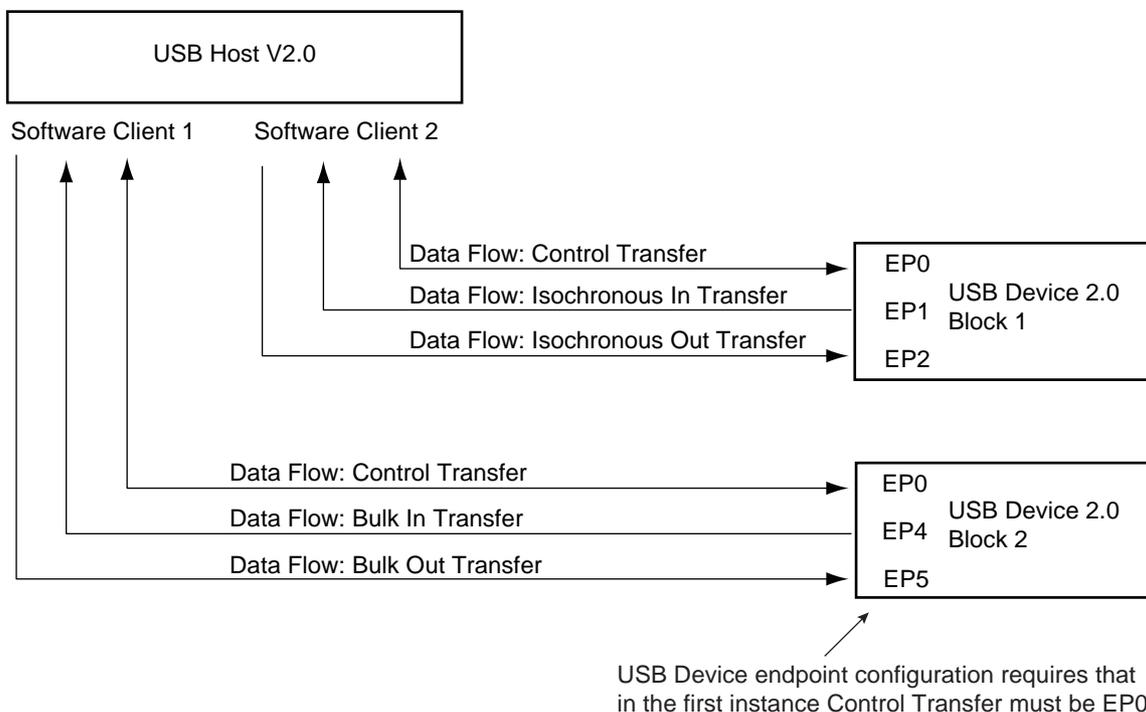 USB Host V2.0
Software Client 1
Software Client 2
Data Flow: Control Transfer
Data Flow: Isochronous In Transfer
Data Flow: Isochronous Out Transfer
EP0
EP1
EP2
USB Device 2.0
Block 1
Data Flow: Control Transfer
Data Flow: Bulk In Transfer
Data Flow: Bulk Out Transfer
EP0
EP4
EP5
USB Device 2.0
Block 2
USB Device endpoint configuration requires that
in the first instance Control Transfer must be EP0